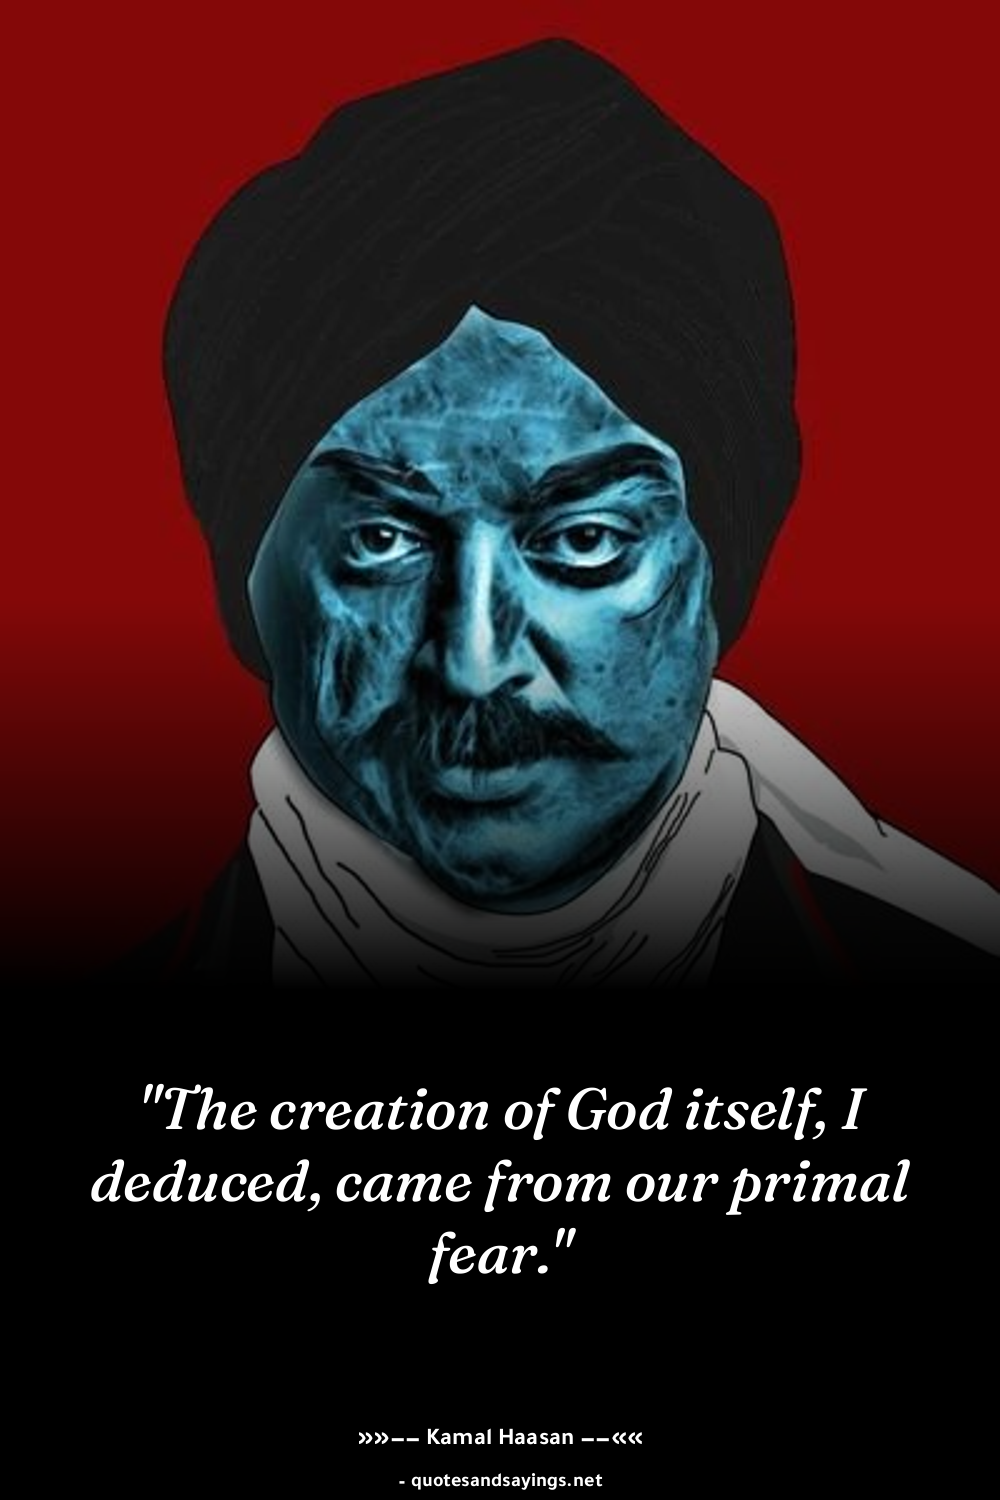 "The creation of God itself, I
deduced, came from our primal
fear."
»»−− Kamal Haasan −−««
- quotesandsayings.net